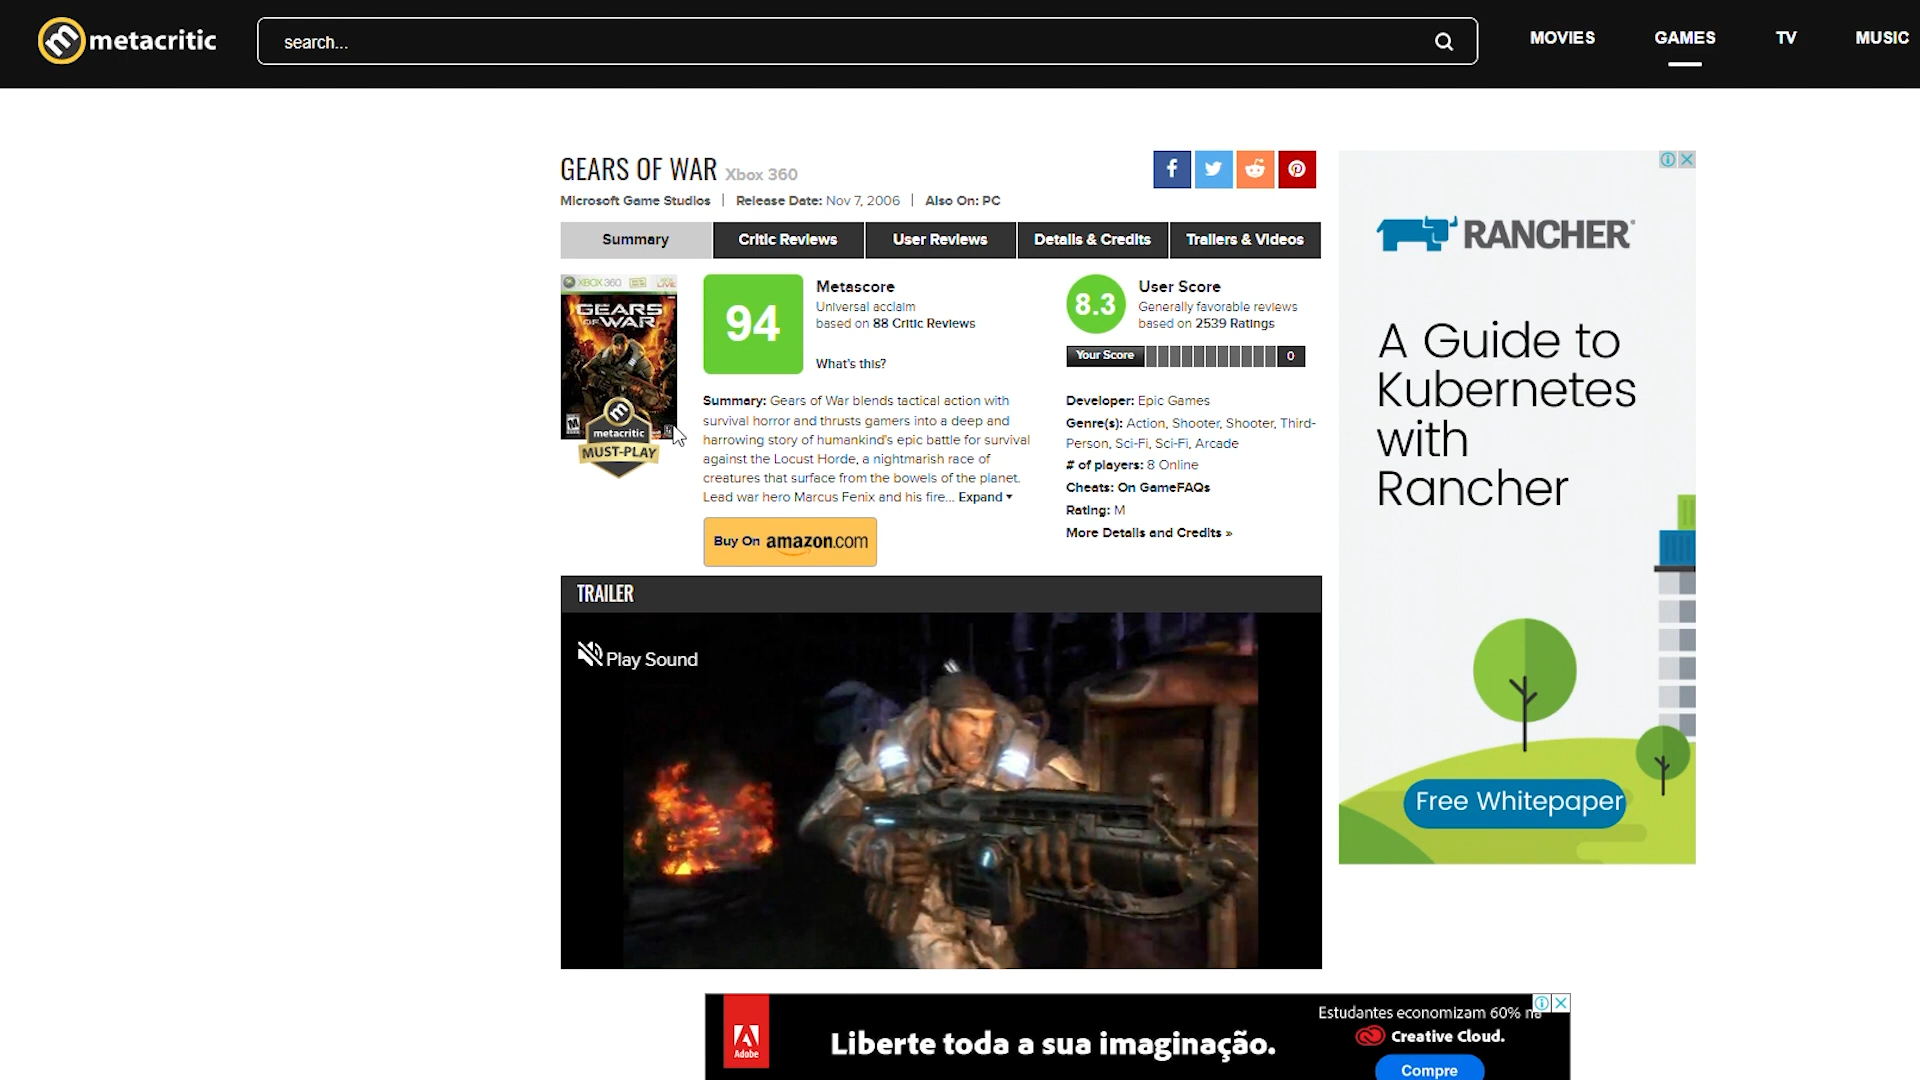 metacritic
search...
MOVIES
GAMES
TV
MUSIC
GEARS OF WAR Xbox 360
Microsoft Game Studios | Release Date: Nov 7, 2006 | Also On: PC
Summary
Critic Reviews
User Reviews
Details & Credits
Trailers & Videos
XBOX 360
LIVE
GEARS
OF WAR
M
metacritic
MUST-PLAY
94
Metascore
Universal acclaim
based on 88 Critic Reviews
What's this?
8.3
User Score
Generally favorable reviews
based on 2539 Ratings
Your Score
0
Summary: Gears of War blends tactical action with
survival horror and thrusts gamers into a deep and
harrowing story of humankind's epic battle for survival
against the Locust Horde, a nightmarish race of
creatures that surface from the bowels of the planet.
Lead war hero Marcus Fenix and his fire... Expand
Buy On amazon.com
Developer: Epic Games
Genre(s): Action, Shooter, Shooter, Third-
Person, Sci-Fi, Sci-Fi, Arcade
# of players: 8 Online
Cheats: On GameFAQs
Rating: M
More Details and Credits »
TRAILER
Play Sound
RANCHER
A Guide to
Kubernetes
with
Rancher
Free Whitepaper
Adobe
Liberte toda a sua imaginação.
Estudantes economizam 60% na
Creative Cloud.
Compre